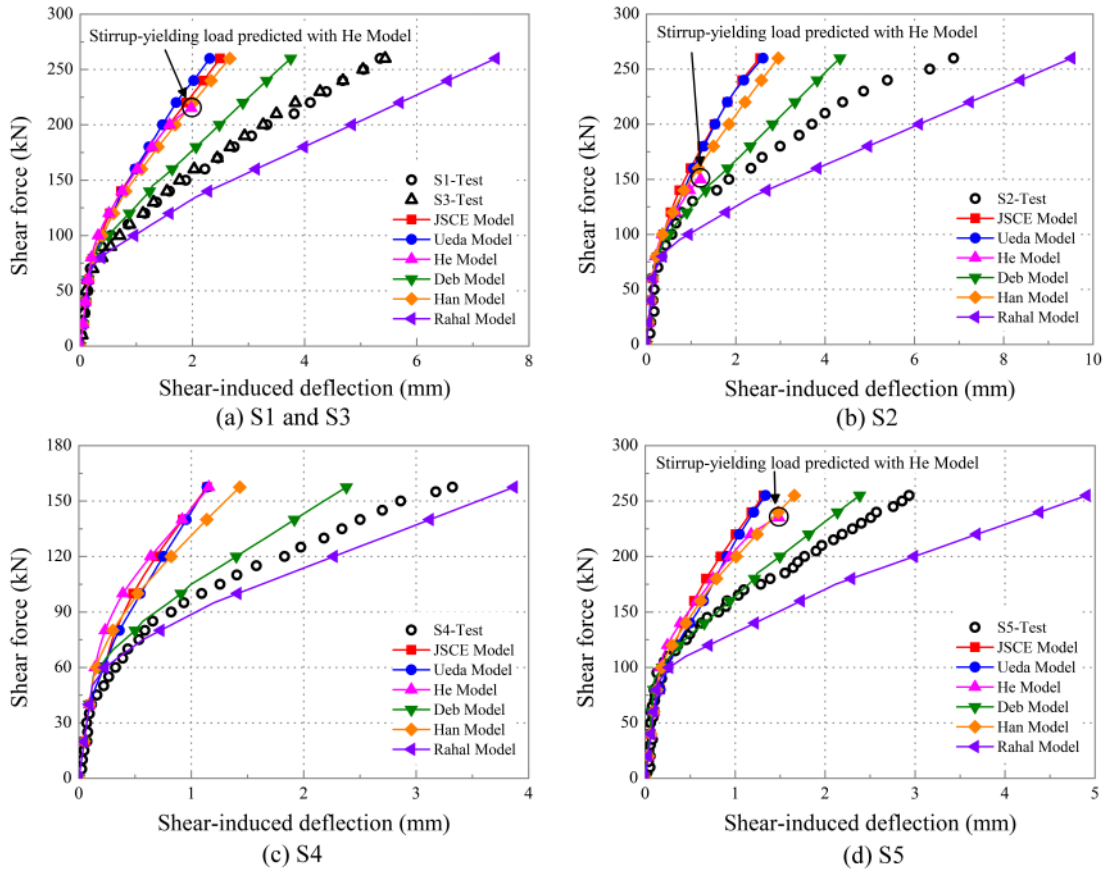 300
250
200
150
100
50
0
Shear force (kN)
Stirrup-yielding load predicted with He Model
S1-Test
S3-Test
JSCE Model
Ueda Model
He Model
Deb Model
Han Model
Rahal Model
0 2 4 6 8
Shear-induced deflection (mm)
(a) S1 and S3
300
250
200
150
100
50
0
Shear force (kN)
Stirrup-yielding load predicted with He Model
S2-Test
JSCE Model
Ueda Model
He Model
Deb Model
Han Model
Rahal Model
0 2 4 6 8 10
Shear-induced deflection (mm)
(b) S2
180
150
120
90
60
30
0
Shear force (kN)
S4-Test
JSCE Model
Ueda Model
He Model
Deb Model
Han Model
Rahal Model
0 1 2 3 4
Shear-induced deflection (mm)
(c) S4
300
250
200
150
100
50
0
Shear force (kN)
Stirrup-yielding load predicted with He Model
S5-Test
JSCE Model
Ueda Model
He Model
Deb Model
Han Model
Rahal Model
0 1 2 3 4 5
Shear-induced deflection (mm)
(d) S5